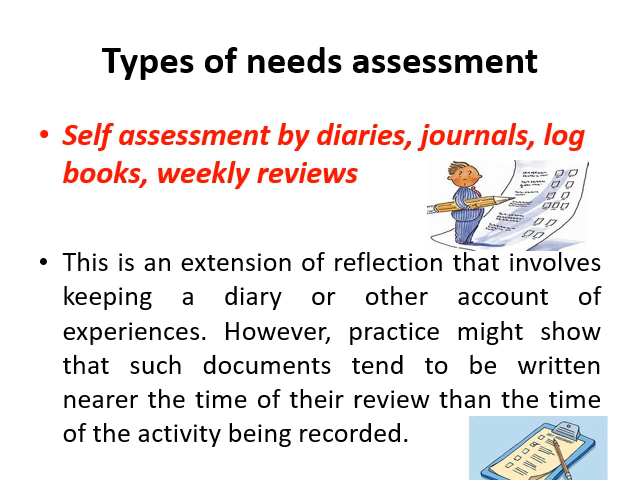 Types of needs assessment
• Self assessment by diaries, journals, log
books, weekly reviews
• This is an extension of reflection that involves
keeping a diary or other account of
experiences. However, practice might show
that such documents tend to be written
nearer the time of their review than the time
of the activity being recorded.